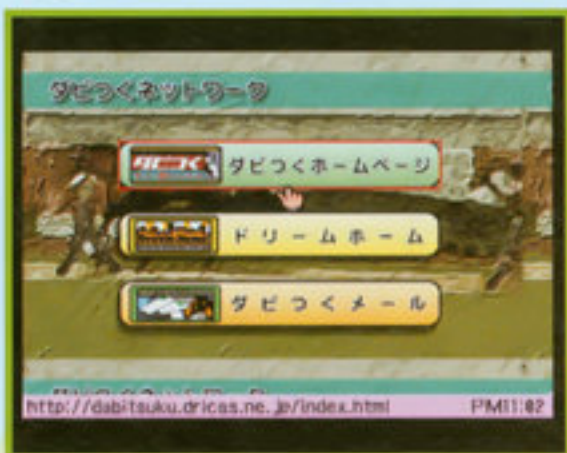 ダビつくネットワーク
ダビつくホームページ
ドリームホーム
ダビつくメール
http://dabitsuku.dricas.ne.jp/index.html
PM11:02